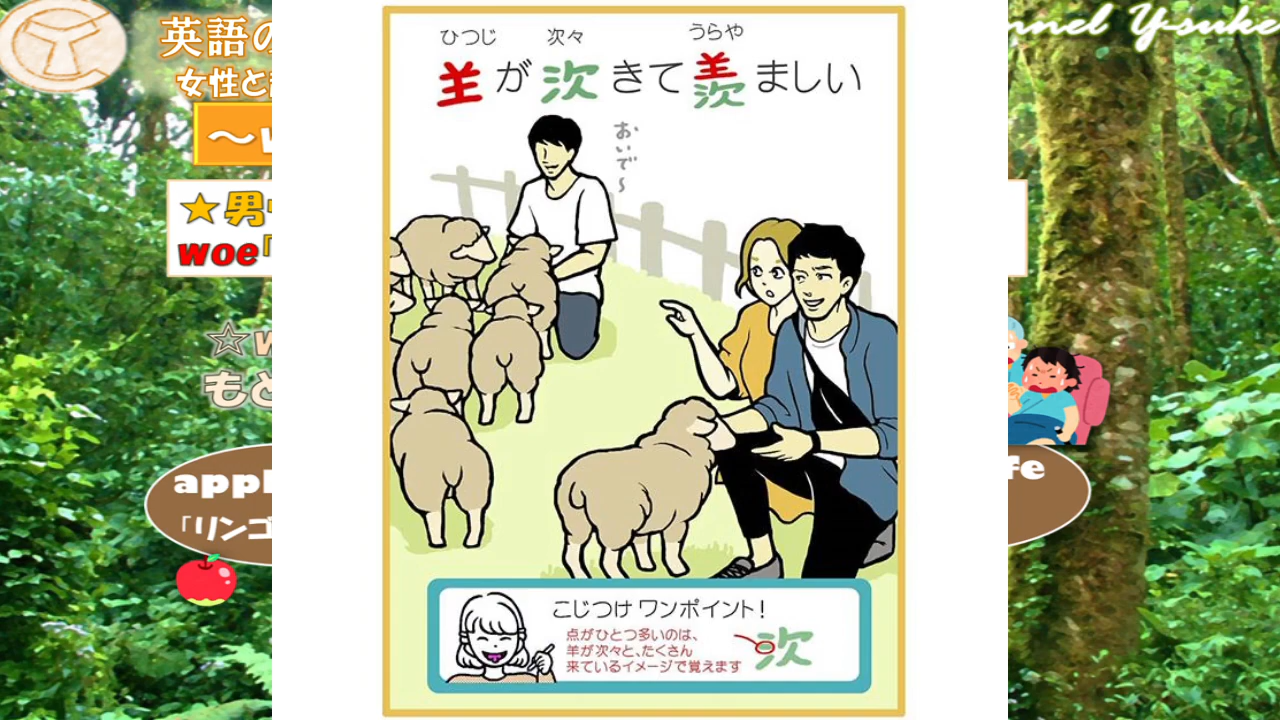 英語の
女性と
〜w
★男
woe「
☆w
もと
appl
「リンゴ
nnel Y-suke
fe
ひつじ 次々 うらや
羊が次きて羨ましい
おいで〜
こじつけ ワンポイント!
点がひとつ多いのは、
羊が次々と、たくさん
来ているイメージで覚えます
次